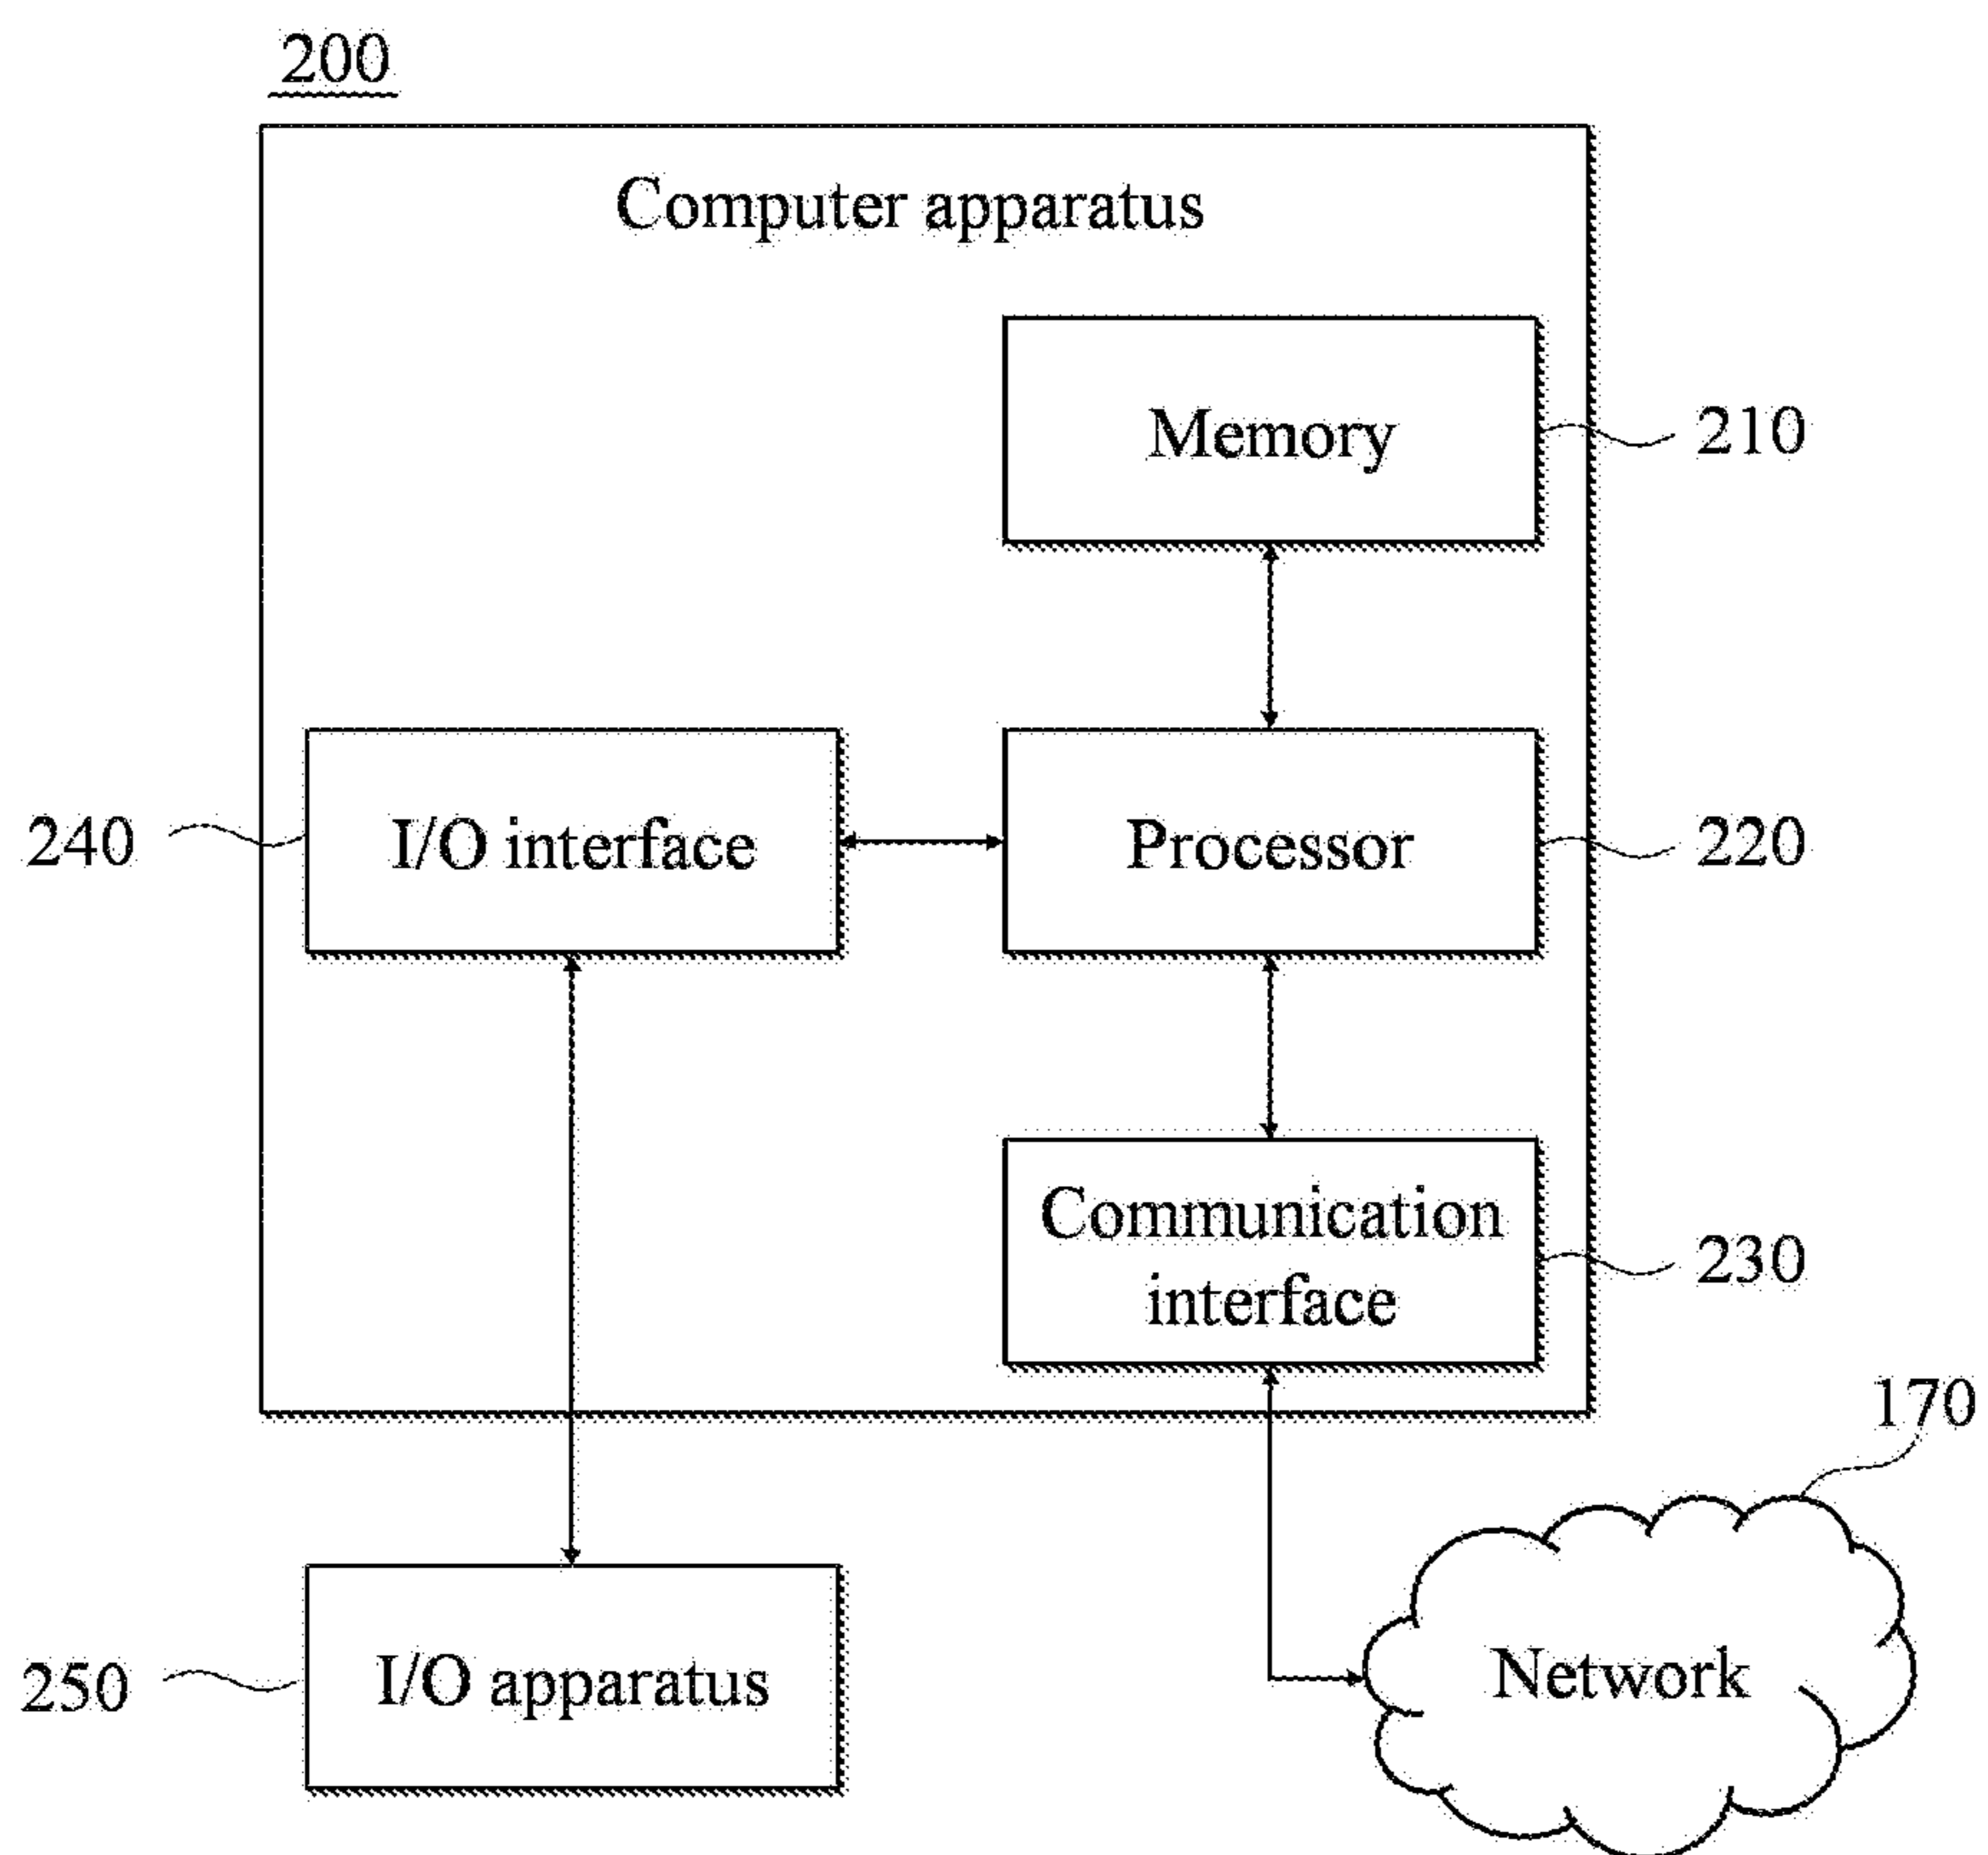 200
Computer apparatus
Memory
210
240
I/O interface
Processor
220
Communication
interface
230
170
250
I/O apparatus
Network